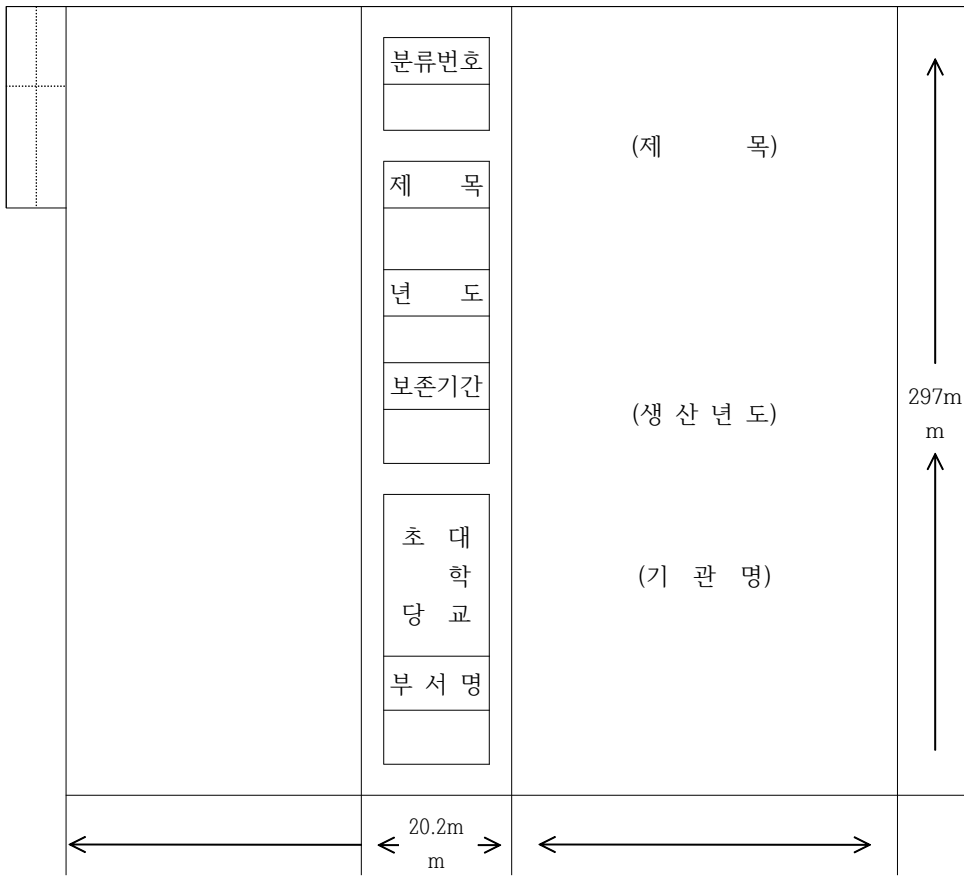 분류번호
제 목
년 도
보존기간
초 대
학
당 교
부 서 명
(제 목)
(생 산 년 도)
(기 관 명)
297m
m
20.2m
m